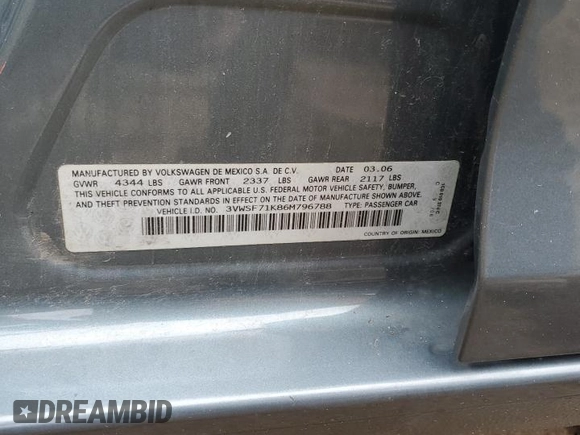 MANUFACTURED BY VOLKSWAGEN DE MEXICO S.A. DE C.V. DATE 03.06
GVWR 4344 LBS GAWR FRONT 2337 LBS GAWR REAR 2117 LBS
THIS VEHICLE CONFORMS TO ALL APPLICABLE U.S. FEDERAL MOTOR VEHICLE SAFETY, BUMPER,
AND THEFT PREVENTION STANDARDS IN EFFECT ON THE DATE OF MANUFACTURE SHOWN ABOVE.
VEHICLE I.D. NO. 3VWSF71K86M796788 TYPE: PASSENGER CAR
COUNTRY OF ORIGIN: MEXICO
DREAMBID